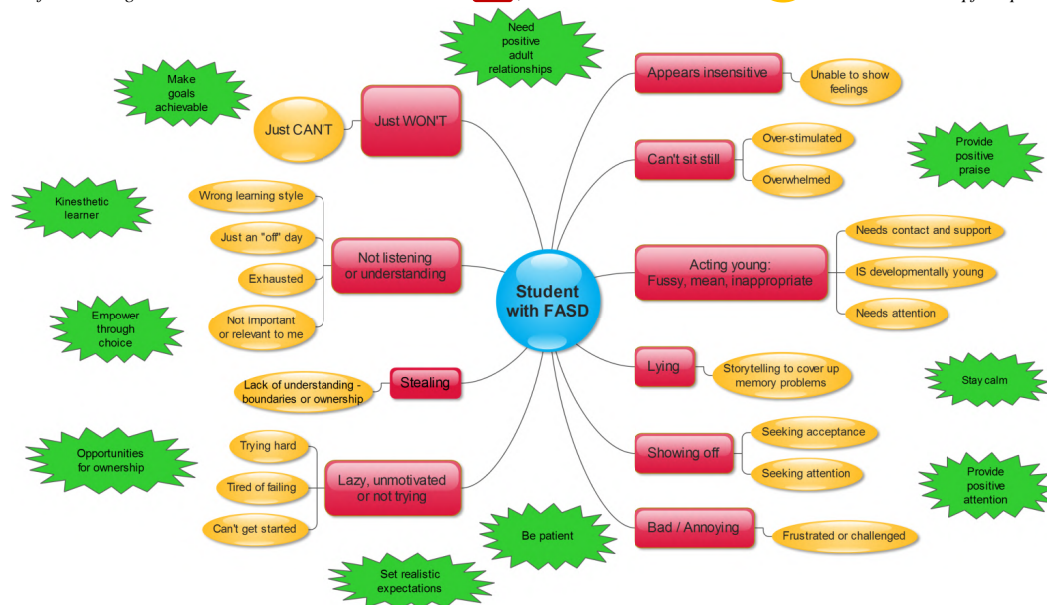 Need
positive
adult
relationships
Make
goals
achievable
Just CAN'T
Just WON'T
Appears insensitive
Unable to show
feelings
Can't sit still
Over-stimulated
Overwhelmed
Provide
positive
praise
Kinesthetic
learner
Wrong learning style
Just an "off" day
Exhausted
Not Important
or relevant to me
Not listening
or understanding
Student
with FASD
Acting young:
Fussy, mean, inappropriate
Needs contact and support
IS developmentally young
Needs attention
Empower
through
choice
Lack of understanding -
boundaries or ownership
Stealing
Lying
Storytelling to cover up
memory problems
Stay calm
Opportunities
for ownership
Trying hard
Tired of failing
Can't get started
Lazy, unmotivated
or not trying
Showing off
Seeking acceptance
Seeking attention
Provide
positive
attention
Be patient
Bad / Annoying
Frustrated or challenged
Set realistic
expectations